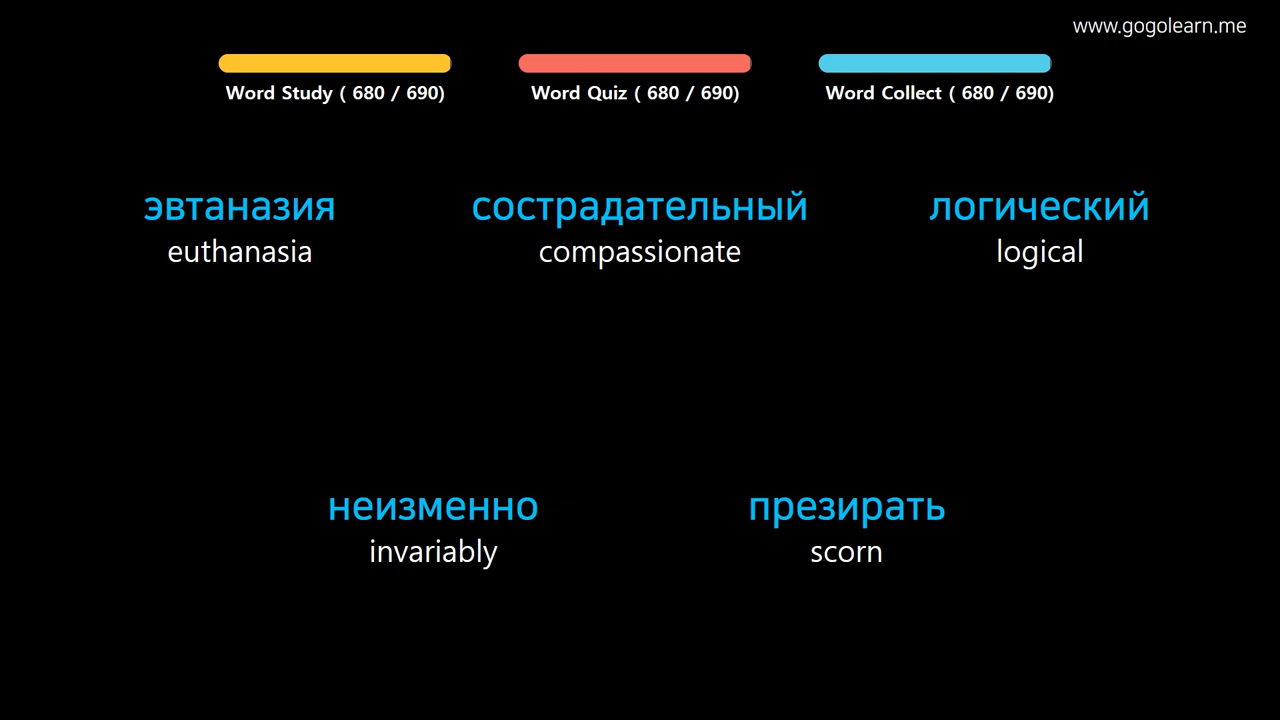 www.gogolearn.me
Word Study ( 680 / 690)
Word Quiz ( 680 / 690)
Word Collect ( 680 / 690)
эвтаназия
euthanasia
сострадательный
compassionate
логический
logical
неизменно
invariably
презирать
scorn